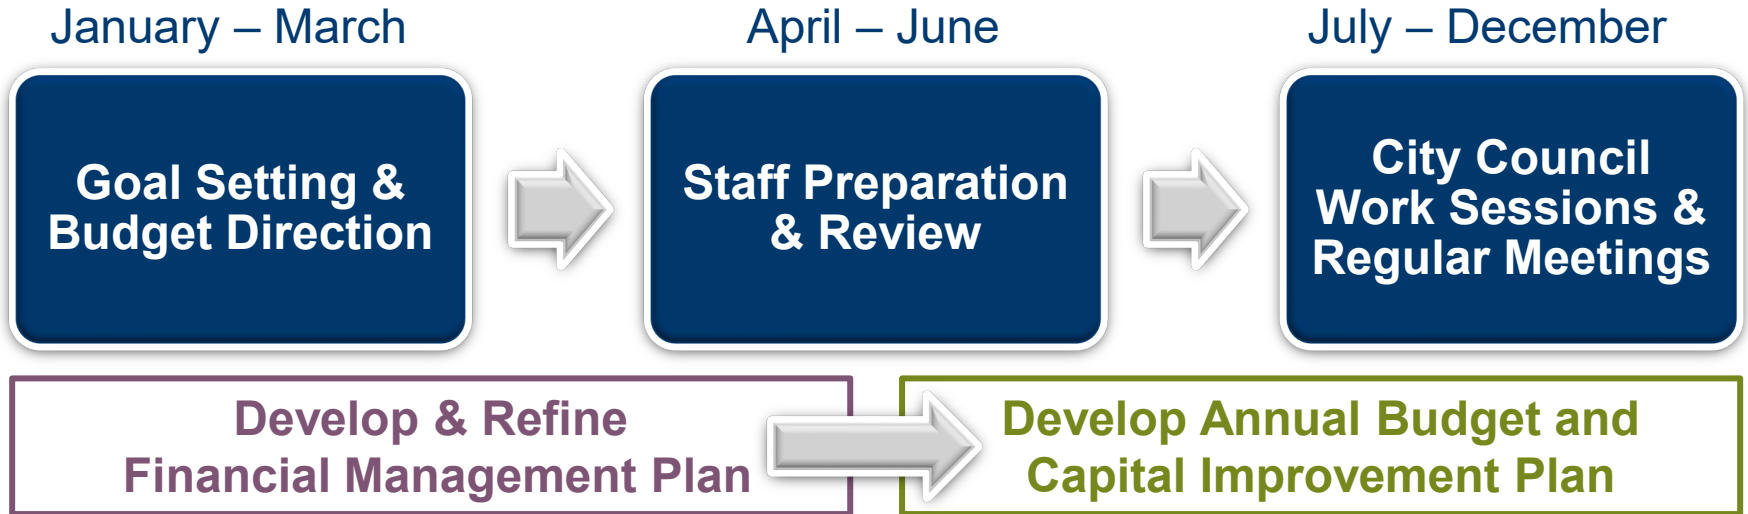 January – March
April – June
July – December
Goal Setting &
Budget Direction
Staff Preparation
& Review
City Council
Work Sessions &
Regular Meetings
Develop & Refine
Financial Management Plan
Develop Annual Budget and
Capital Improvement Plan